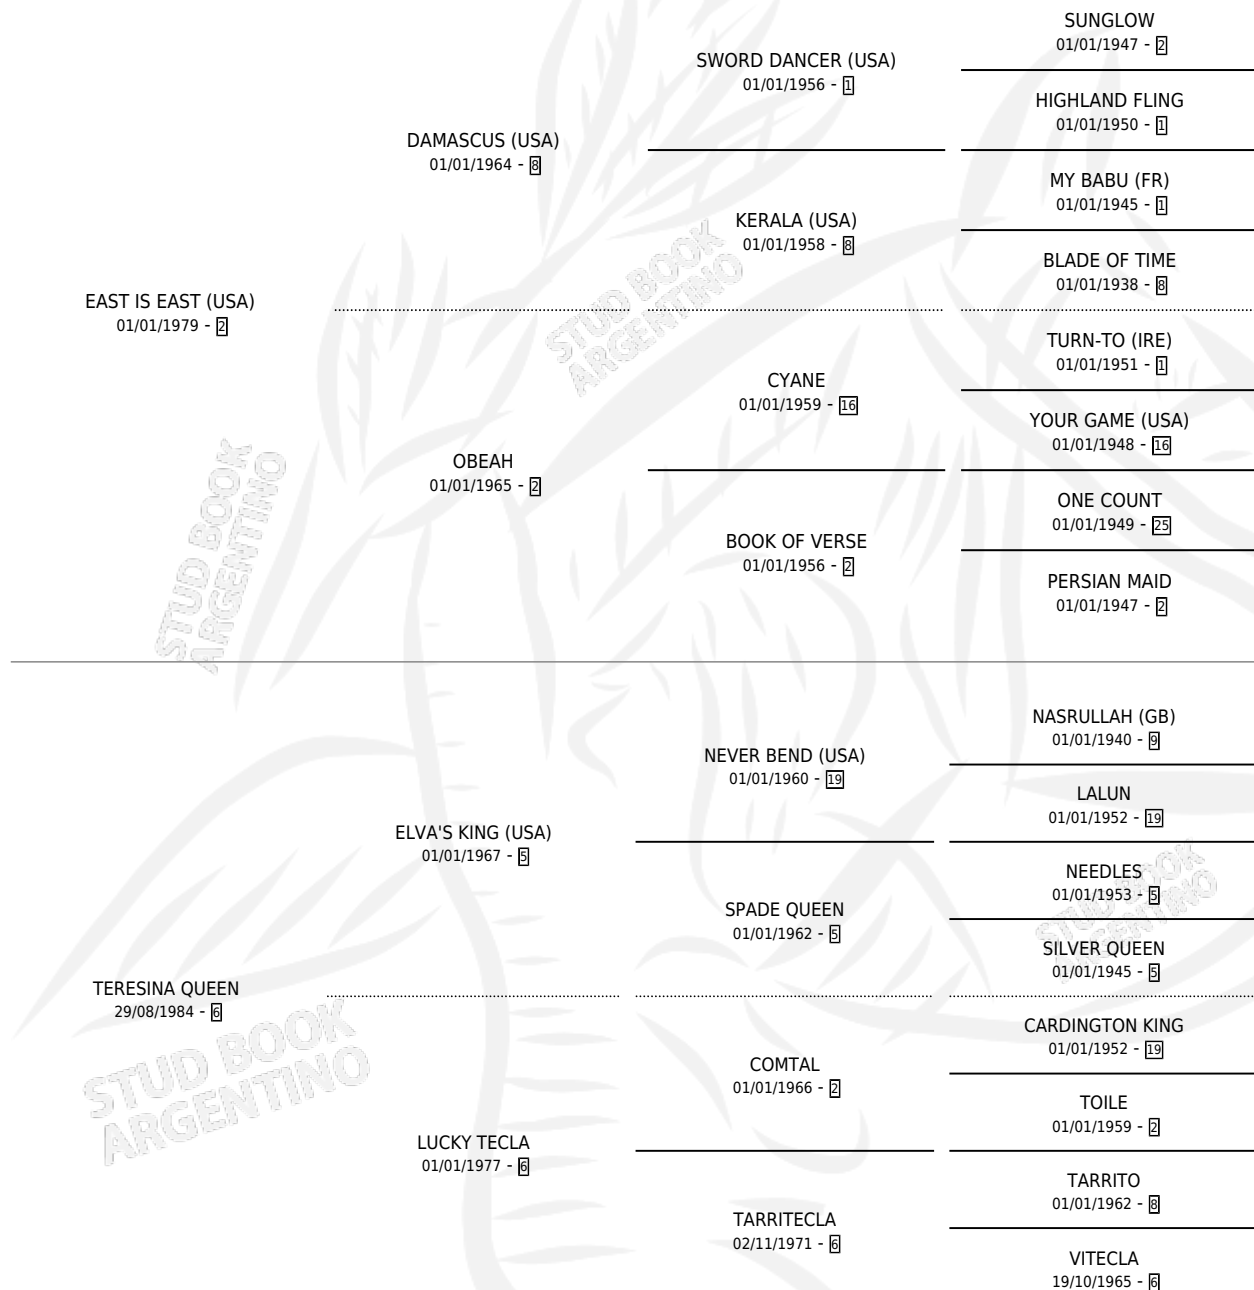 SUNGLOW
01/01/1947 - 2
SWORD DANCER (USA)
01/01/1956 - 1
HIGHLAND FLING
01/01/1950 - 1
DAMASCUS (USA)
01/01/1964 - 8
MY BABU (FR)
01/01/1945 - 1
KERALA (USA)
01/01/1958 - 8
BLADE OF TIME
01/01/1938 - 8
EAST IS EAST (USA)
01/01/1979 - 2
TURN-TO (IRE)
01/01/1951 - 1
CYANE
01/01/1959 - 16
YOUR GAME (USA)
01/01/1948 - 16
OBEAH
01/01/1965 - 2
ONE COUNT
01/01/1949 - 25
BOOK OF VERSE
01/01/1956 - 2
PERSIAN MAID
01/01/1947 - 2
NASRULLAH (GB)
01/01/1940 - 9
NEVER BEND (USA)
01/01/1960 - 19
LALUN
01/01/1952 - 19
ELVA'S KING (USA)
01/01/1967 - 5
NEEDLES
01/01/1953 - 5
SPADE QUEEN
01/01/1962 - 5
SILVER QUEEN
01/01/1945 - 5
TERESINA QUEEN
29/08/1984 - 6
CARDINGTON KING
01/01/1952 - 19
COMTAL
01/01/1966 - 2
TOILE
01/01/1959 - 2
LUCKY TECLA
01/01/1977 - 6
TARRITO
01/01/1962 - 8
TARRITECLA
02/11/1971 - 6
VITECLA
19/10/1965 - 6
STUD BOOK
ARGENTINO
STUD BOOK
ARGENTINO
STUD BOOK
ARGENTINO
STUD BOOK
ARGENTINO